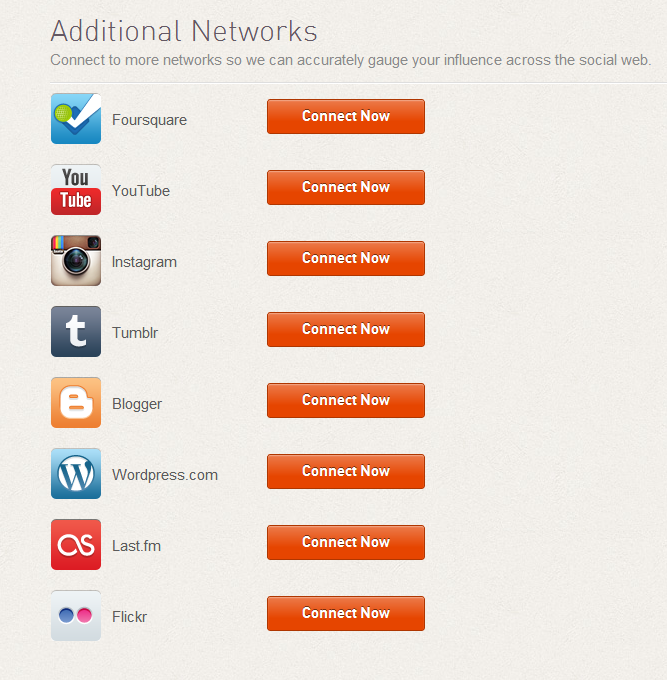 Additional Networks
Connect to more networks so we can accurately gauge your influence across the social web.
Foursquare Connect Now
You
Tube YouTube Connect Now
Instagram Connect Now
t Tumblr Connect Now
B Blogger Connect Now
W Wordpress.com Connect Now
as Last.fm Connect Now
Flickr Connect Now